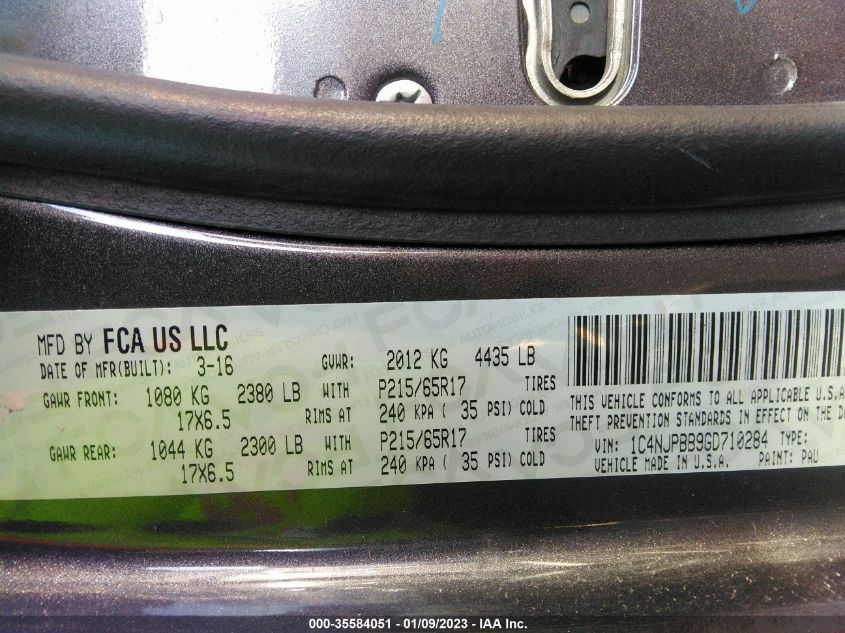 MFD BY FCA US LLC
DATE OF MFR(BUILT): 3-16 GVWR: 2012 KG 4435 LB
GAWR FRONT: 1080 KG 2380 LB WITH P215/65R17 TIRES
17X6.5 RIMS AT 240 KPA ( 35 PSI) COLD
GAWR REAR: 1044 KG 2300 LB WITH P215/65R17 TIRES
17X6.5 RIMS AT 240 KPA ( 35 PSI) COLD
THIS VEHICLE CONFORMS TO ALL APPLICABLE U.S.A
THEFT PREVENTION STANDARDS IN EFFECT ON THE DA
VIN: 1C4NJPBB9GD710284 TYPE:
VEHICLE MADE IN U.S.A. PAINT: PAU
000-35584051 - 01/09/2023 - IAA Inc.